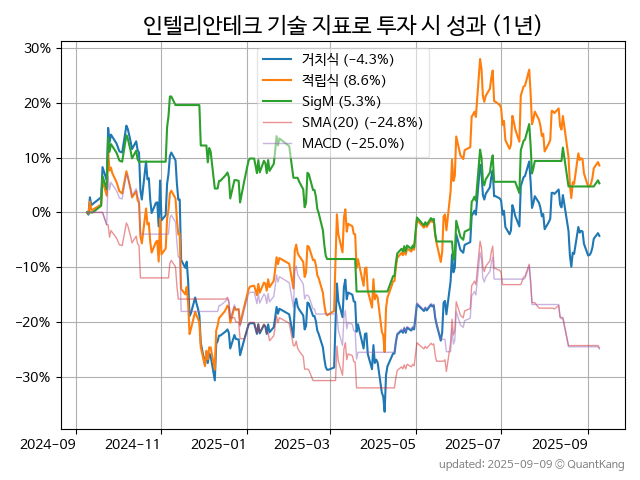 인텔리안테크 기술 지표로 투자 시 성과 (1년)
30%
20%
10%
0%
−10%
−20%
−30%
거치식 (−4.3%)
적립식 (8.6%)
SigM (5.3%)
SMA(20) (−24.8%)
MACD (−25.0%)
2024-09
2024-11
2025-01
2025-03
2025-05
2025-07
2025-09
updated: 2025-09-09 © QuantKang